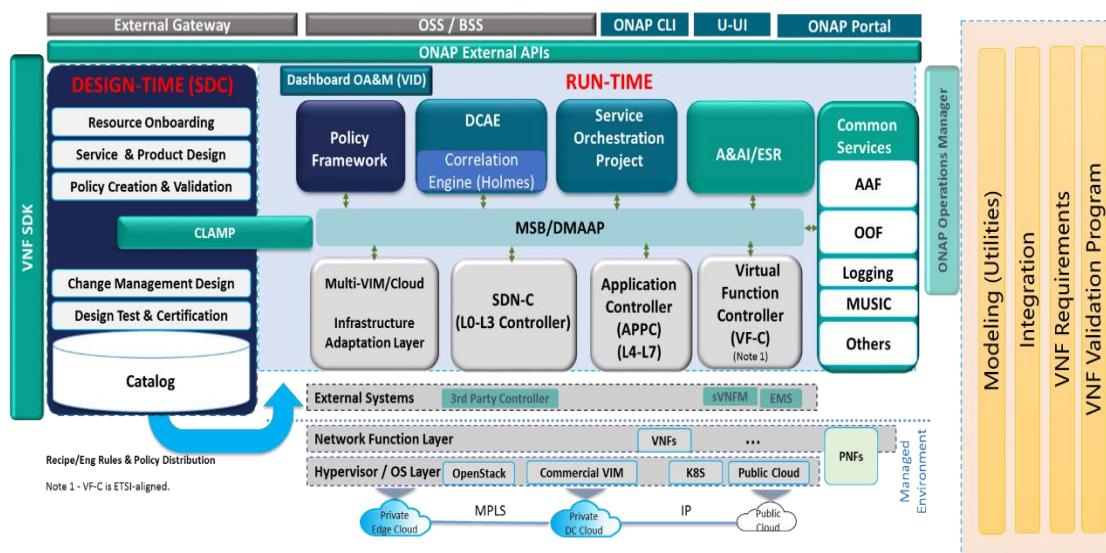 External Gateway
OSS / BSS
ONAP CLI
U-UI
ONAP Portal
ONAP External APIs
VNF SDK
DESIGN-TIME (SDC)
Resource Onboarding
Service & Product Design
Policy Creation & Validation
CLAMP
Change Management Design
Design Test & Certification
Catalog
Dashboard OA&M (VID)
RUN-TIME
Policy
Framework
DCAE
Correlation
Engine (Holmes)
Service
Orchestration
Project
A&AI/ESR
MSB/DMAAP
Multi-VIM/Cloud
Infrastructure
Adaptation Layer
SDN-C
(L0-L3 Controller)
Application
Controller
(APPC)
(L4-L7)
Virtual
Function
Controller
(VF-C)
(Note 1)
Common
Services
AAF
OOF
Logging
MUSIC
Others
ONAP Operations Manager
Modeling (Utilities)
Integration
VNF Requirements
VNF Validation Program
External Systems
3rd Party Controller
sVNFM
EMS
Network Function Layer
VNFs
...
PNFs
Hypervisor / OS Layer
OpenStack
Commercial VIM
K8S
Public Cloud
Managed
Environment
Recipe/Eng Rules & Policy Distribution
Note 1 - VF-C is ETSI-aligned.
Private
Edge Cloud
MPLS
Private
DC Cloud
IP
Public
Cloud